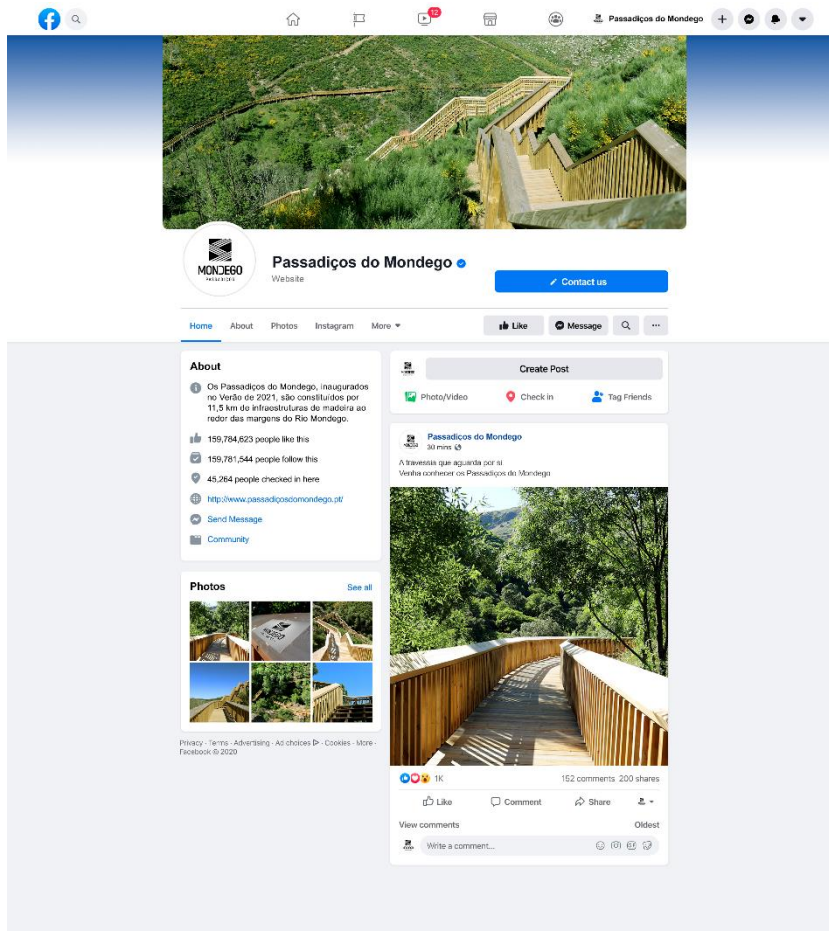 12
Passadiços do Mondego
MONDEGO
PASSADIÇOS
Passadiços do Mondego
Website
Contact us
Home About Photos Instagram More
Like Message
About
Os Passadiços do Mondego, inaugurados
no Verão de 2021, são constituídos por
11,5 km de infraestruturas de madeira ao
redor das margens do Rio Mondego.
159,784,623 people like this
159,781,544 people follow this
45,264 people checked in here
http://www.passadiçosdomondego.pt/
Send Message
Community
Photos See all
MONDEGO
Privacy · Terms · Advertising · Ad choices · Cookies · More ·
Facebook © 2020
Create Post
Photo/Video Check in Tag Friends
Passadiços do Mondego
30 mins
A travessia que aguarda por si
Venha conhecer os Passadiços do Mondego
1K 152 comments 200 shares
Like Comment Share
View comments Oldest
Write a comment...